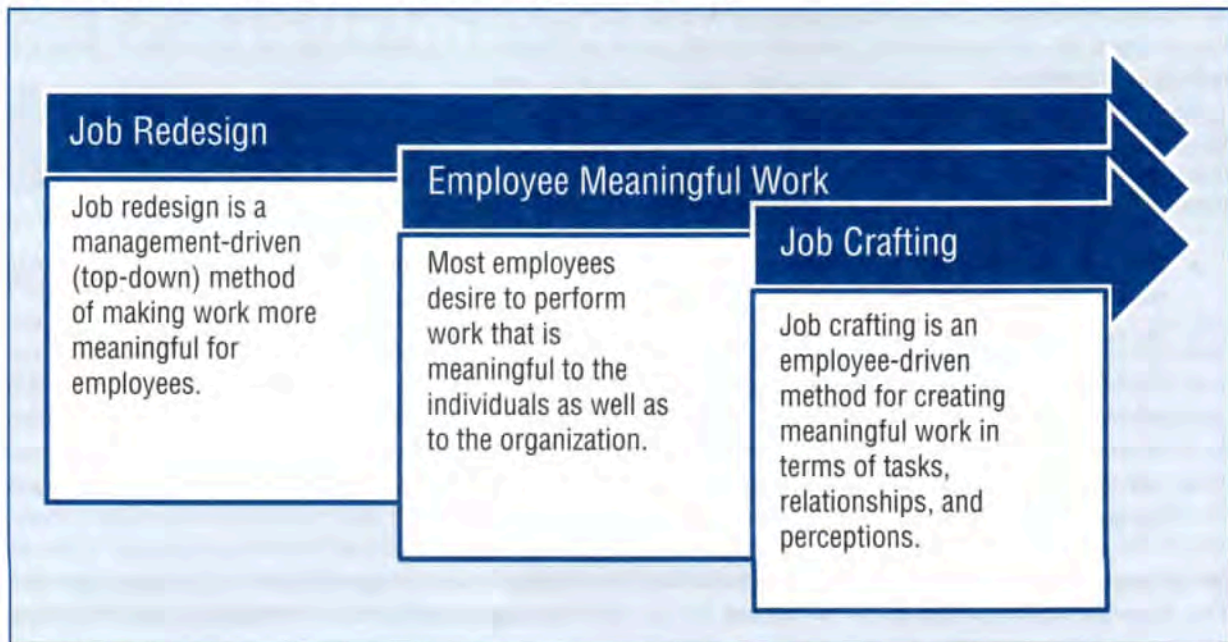 Job Redesign
Job redesign is a
management-driven
(top-down) method
of making work more
meaningful for
employees.
Employee Meaningful Work
Most employees
desire to perform
work that is
meaningful to the
individuals as well as
to the organization.
Job Crafting
Job crafting is an
employee-driven
method for creating
meaningful work in
terms of tasks,
relationships, and
perceptions.